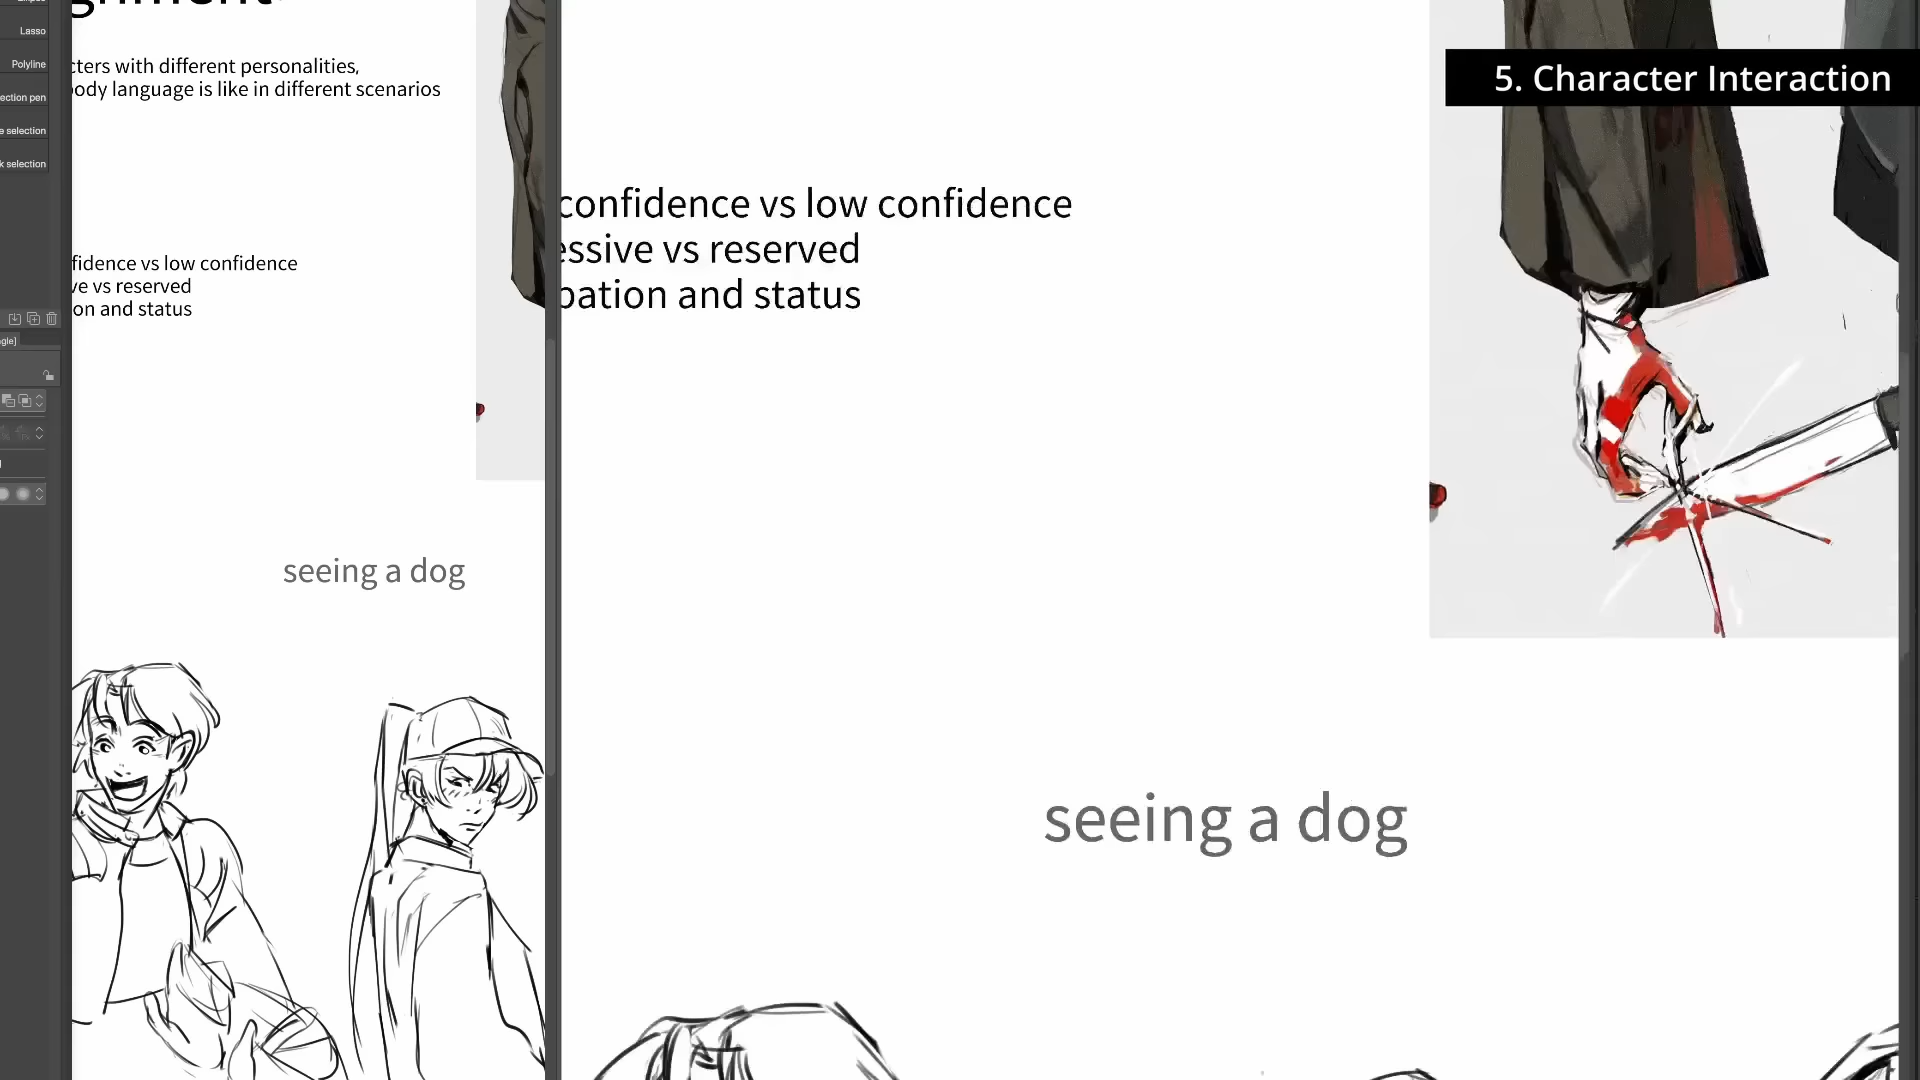 Lasso
Polyline
cters with different personalities,
ody language is like in different scenarios
fidence vs low confidence
ve vs reserved
on and status
seeing a dog
5. Character Interaction
confidence vs low confidence
essive vs reserved
pation and status
seeing a dog
ection pen
e selection
k selection
gle]